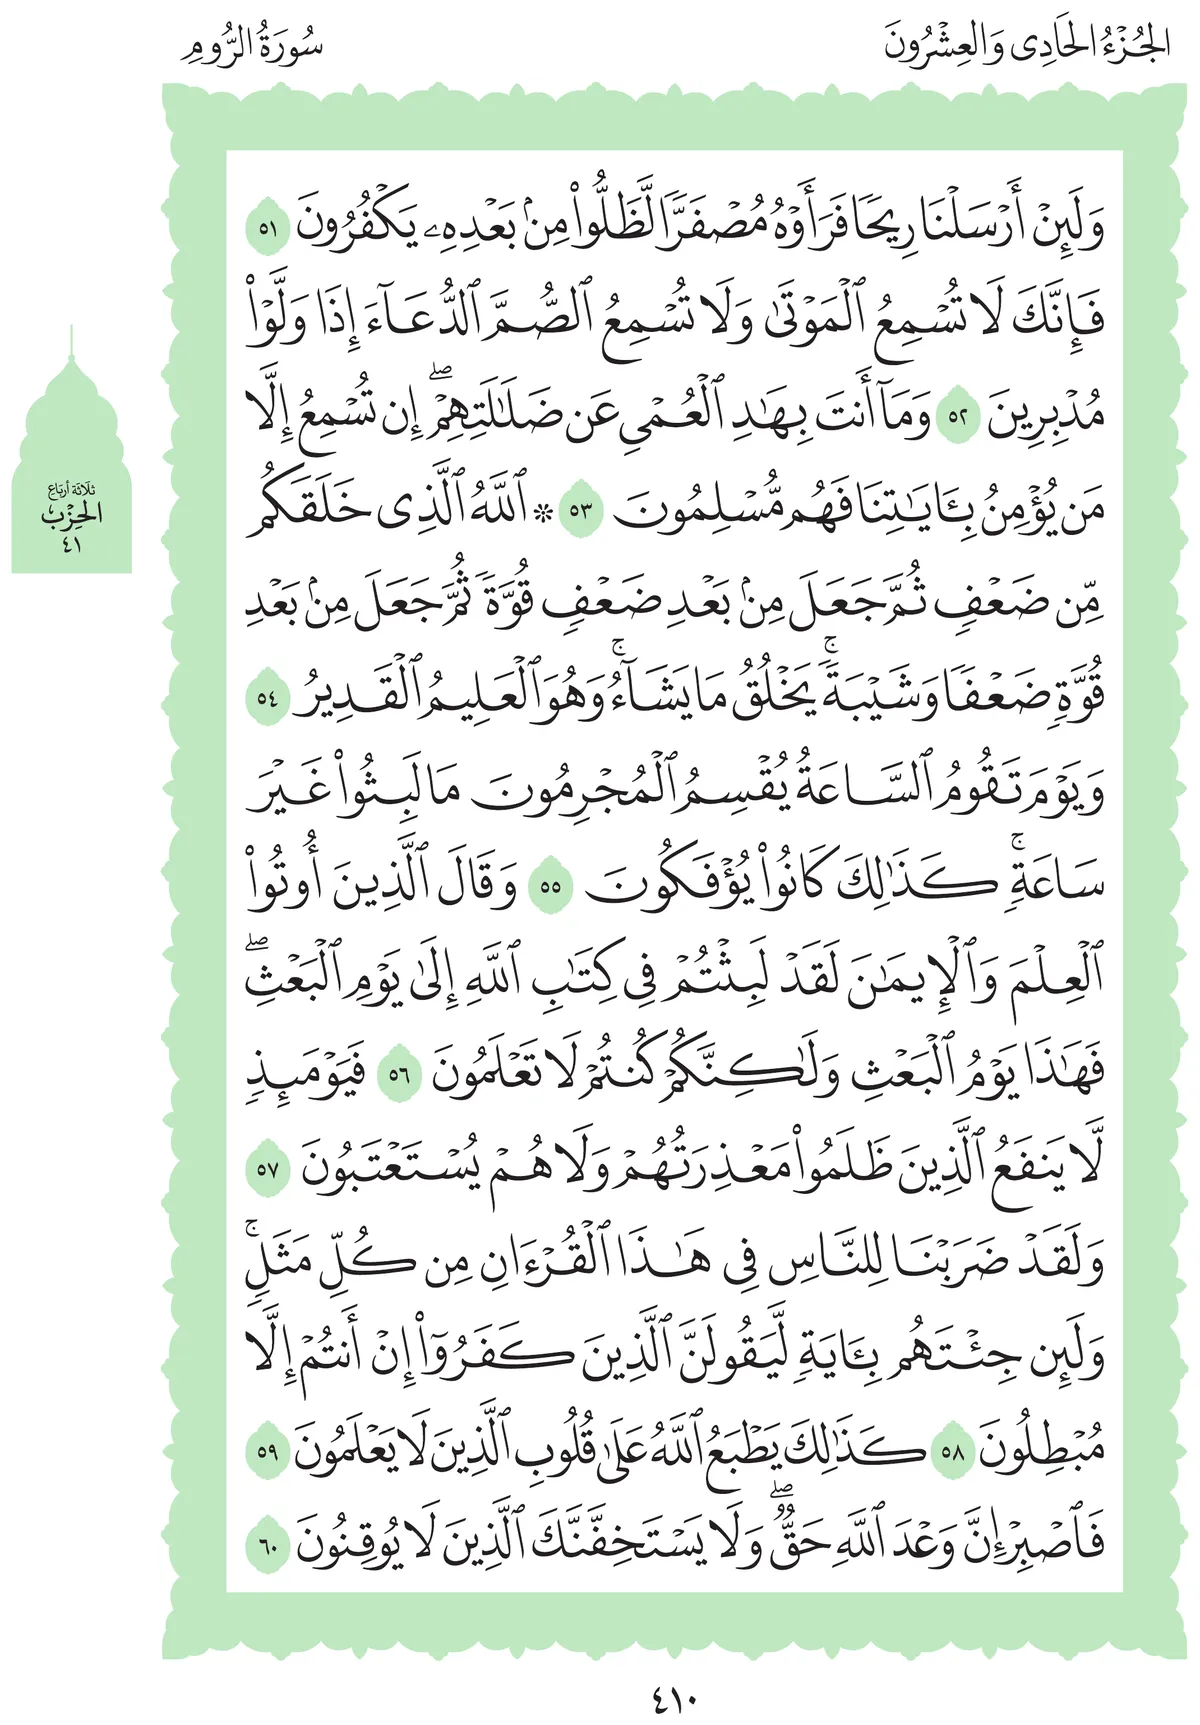 الجُزْءُ الحَادِى وَالعِشْرُونَ
سُورَةُ الرُّومِ
وَلَئِنْ أَرْسَلْنَا رِيحًا فَرَأَوْهُ مُصْفَرًّا لَّظَلُّوا۟ مِنۢ بَعْدِهِۦ يَكْفُرُونَ ٥١
فَإِنَّكَ لَا تُسْمِعُ ٱلْمَوْتَىٰ وَلَا تُسْمِعُ ٱلصُّمَّ ٱلدُّعَآءَ إِذَا وَلَّوْا۟
مُدْبِرِينَ ٥٢ وَمَآ أَنتَ بِهَٰدِ ٱلْعُمْىِ عَن ضَلَٰلَتِهِمْۖ إِن تُسْمِعُ إِلَّا
مَن يُؤْمِنُ بِـَٔايَٰتِنَا فَهُم مُّسْلِمُونَ ٥٣ ۞ ٱللَّهُ ٱلَّذِى خَلَقَكُم
مِّن ضَعْفٍ ثُمَّ جَعَلَ مِنۢ بَعْدِ ضَعْفٍ قُوَّةً ثُمَّ جَعَلَ مِنۢ بَعْدِ
قُوَّةٍ ضَعْفًا وَشَيْبَةًۚ يَخْلُقُ مَا يَشَآءُۚ وَهُوَ ٱلْعَلِيمُ ٱلْقَدِيرُ ٥٤
وَيَوْمَ تَقُومُ ٱلسَّاعَةُ يُقْسِمُ ٱلْمُجْرِمُونَ مَا لَبِثُوا۟ غَيْرَ
سَاعَةٍۚ كَذَٰلِكَ كَانُوا۟ يُؤْفَكُونَ ٥٥ وَقَالَ ٱلَّذِينَ أُوتُوا۟
ٱلْعِلْمَ وَٱلْإِيمَٰنَ لَقَدْ لَبِثْتُمْ فِى كِتَٰبِ ٱللَّهِ إِلَىٰ يَوْمِ ٱلْبَعْثِۖ
فَهَٰذَا يَوْمُ ٱلْبَعْثِ وَلَٰكِنَّكُمْ كُنتُمْ لَا تَعْلَمُونَ ٥٦ فَيَوْمَئِذٍ
لَّا يَنفَعُ ٱلَّذِينَ ظَلَمُوا۟ مَعْذِرَتُهُمْ وَلَا هُمْ يُسْتَعْتَبُونَ ٥٧
وَلَقَدْ ضَرَبْنَا لِلنَّاسِ فِى هَٰذَا ٱلْقُرْءَانِ مِن كُلِّ مَثَلٍۚ
وَلَئِن جِئْتَهُم بِـَٔايَةٍ لَّيَقُولَنَّ ٱلَّذِينَ كَفَرُوٓا۟ إِنْ أَنتُمْ إِلَّا
مُبْطِلُونَ ٥٨ كَذَٰلِكَ يَطْبَعُ ٱللَّهُ عَلَىٰ قُلُوبِ ٱلَّذِينَ لَا يَعْلَمُونَ ٥٩
فَٱصْبِرْ إِنَّ وَعْدَ ٱللَّهِ حَقٌّۖ وَلَا يَسْتَخِفَّنَّكَ ٱلَّذِينَ لَا يُوقِنُونَ ٦٠
ثلاثة أرباع
الحِزْب
٤١
٤١٠